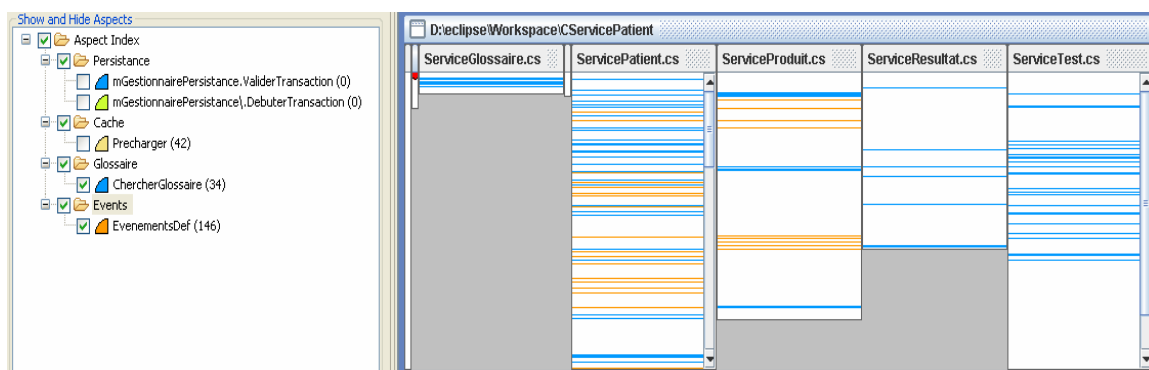 Show and Hide Aspects
Aspect Index
Persistance
mGestionnairePersistance.ValiderTransaction (0)
mGestionnairePersistance\.DebuterTransaction (0)
Cache
Precharger (42)
Glossaire
ChercherGlossaire (34)
Events
EvenementsDef (146)
D:\eclipse\Workspace\CServicePatient
ServiceGlossaire.cs ServicePatient.cs ServiceProduit.cs ServiceResultat.cs ServiceTest.cs